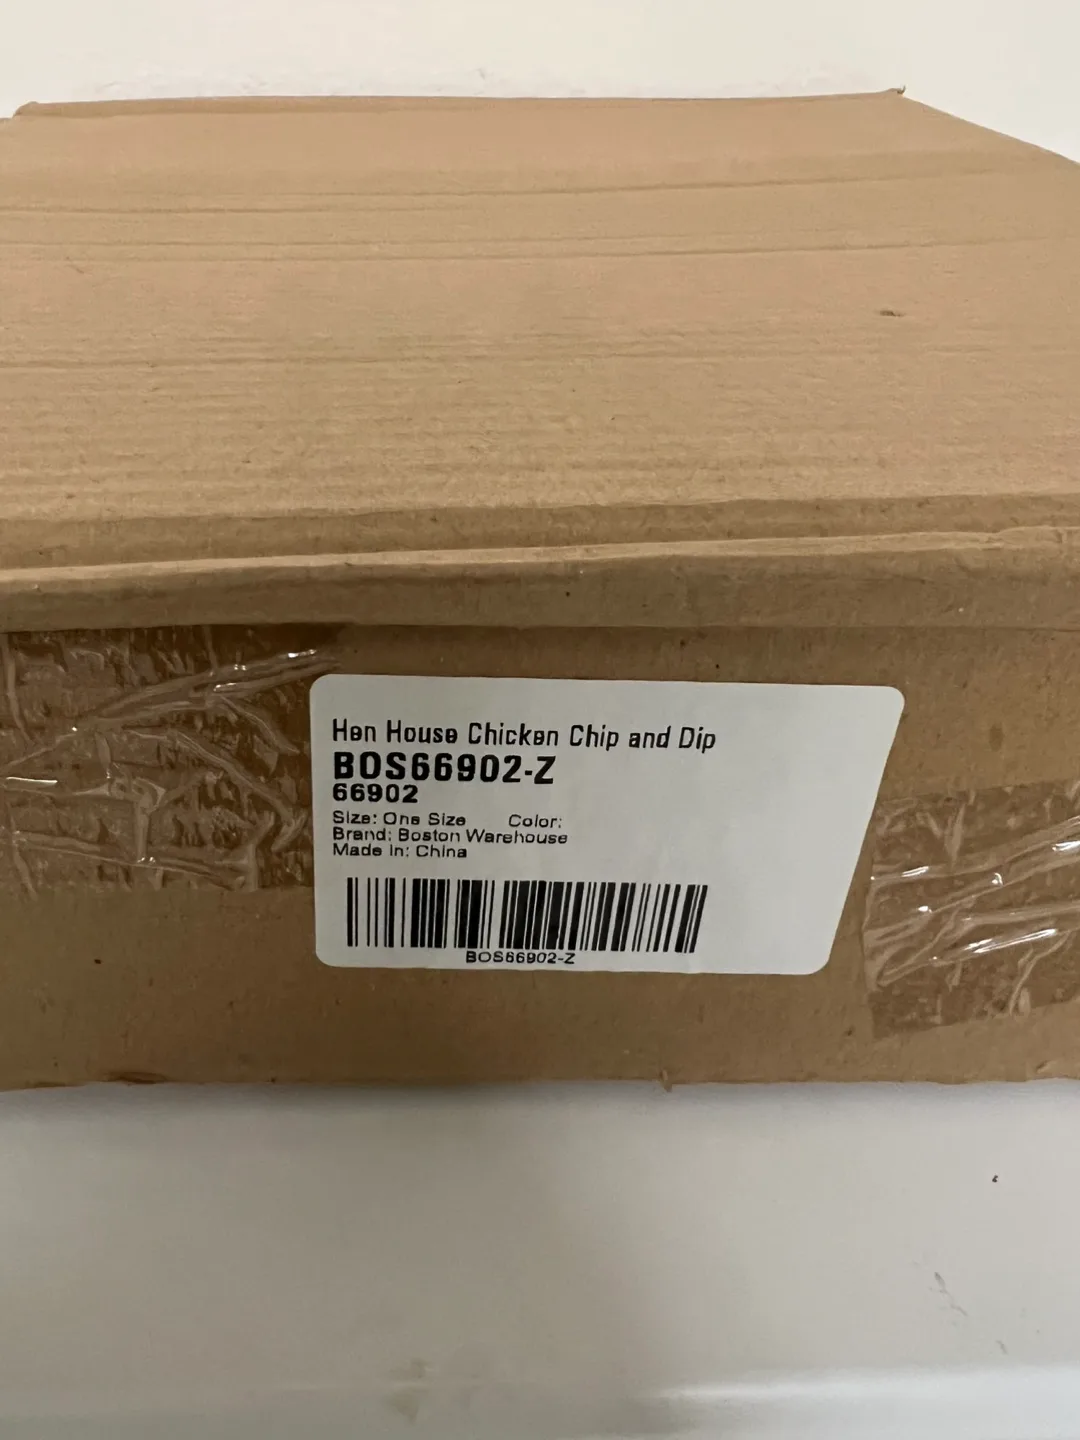 Hen House Chicken Chip and Dip
BOS66902-Z
66902
Size: One Size Color:
Brand: Boston Warehouse
Made in: China
BOS66902-Z